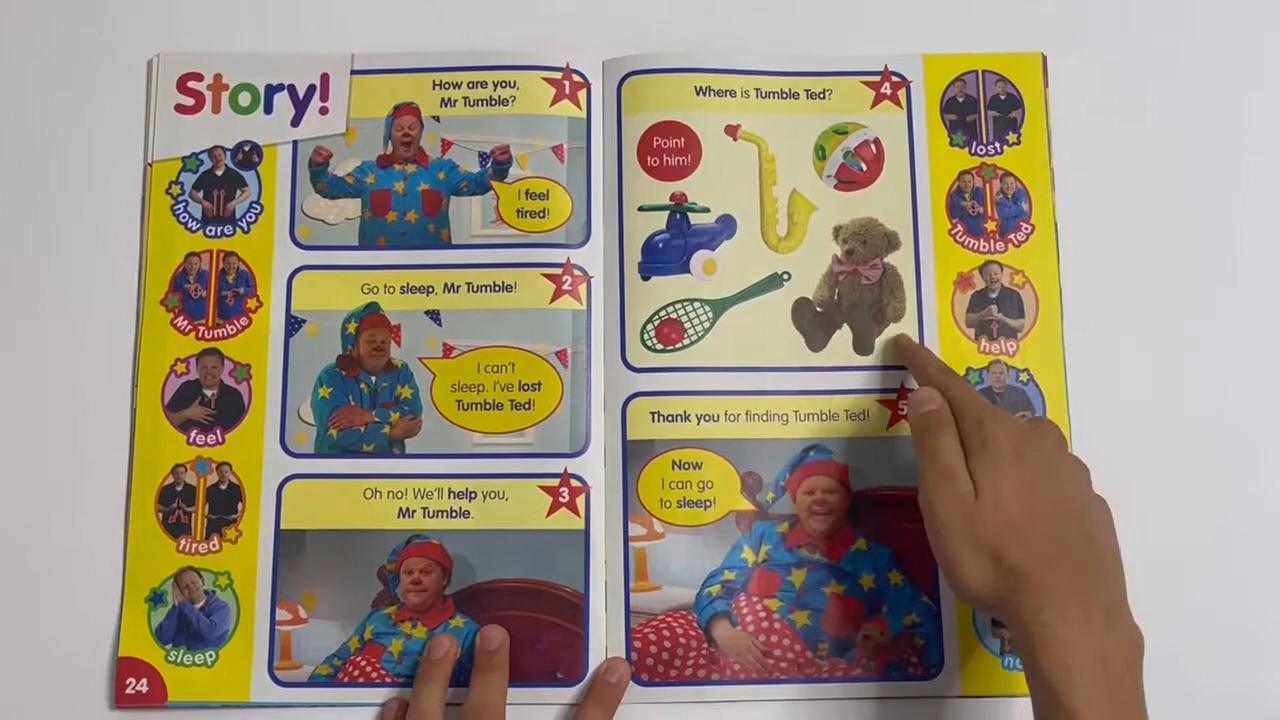 Story!
how are you
Mr Tumble
feel
tired
sleep
24
How are you,
Mr Tumble?
1
I feel
tired!
Go to sleep, Mr Tumble!
2
I can't
sleep. I've lost
Tumble Ted!
Oh no! We'll help you,
Mr Tumble.
3
Where is Tumble Ted?
4
Point
to him!
Thank you for finding Tumble Ted!
5
Now
I can go
to sleep!
lost
Tumble Ted
help